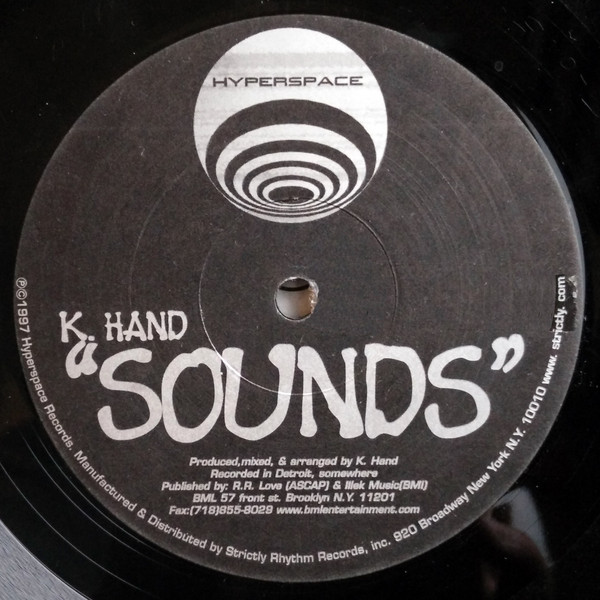 HYPERSPACE
K. HAND
"SOUNDS"
Produced,mixed, & arranged by K. Hand
Recorded in Detroit, somewhere
Published by: R.R. Love (ASCAP) & Illek Music(BMI)
BML 57 front st. Brooklyn N.Y. 11201
Fax:(718)855-8029 www.bmlentertainment.com
℗©1997 Hyperspace Records. Manufactured & Distributed by Strictly Rhythm Records, inc. 920 Broadway New York N.Y. 10010 www. strictly. com